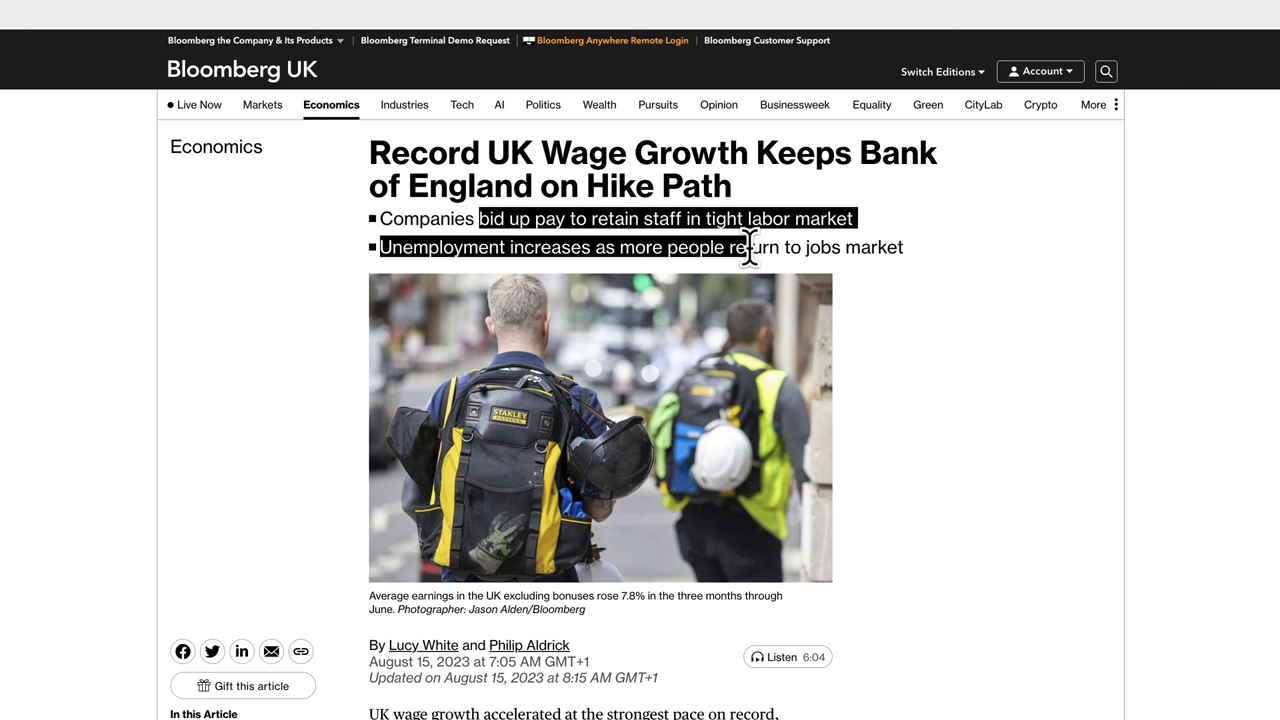 Bloomberg the Company & Its Products
Bloomberg Terminal Demo Request
Bloomberg Anywhere Remote Login
Bloomberg Customer Support
Bloomberg UK
Switch Editions
Account
Live Now
Markets
Economics
Industries
Tech
AI
Politics
Wealth
Pursuits
Opinion
Businessweek
Equality
Green
CityLab
Crypto
More
Economics
Record UK Wage Growth Keeps Bank
of England on Hike Path
Companies bid up pay to retain staff in tight labor market
Unemployment increases as more people return to jobs market
STANLEY
Average earnings in the UK excluding bonuses rose 7.8% in the three months through
June. Photographer: Jason Alden/Bloomberg
By Lucy White and Philip Aldrick
August 15, 2023 at 7:05 AM GMT+1
Updated on August 15, 2023 at 8:15 AM GMT+1
Listen 6:04
Gift this article
In this Article
UK wage growth accelerated at the strongest pace on record,